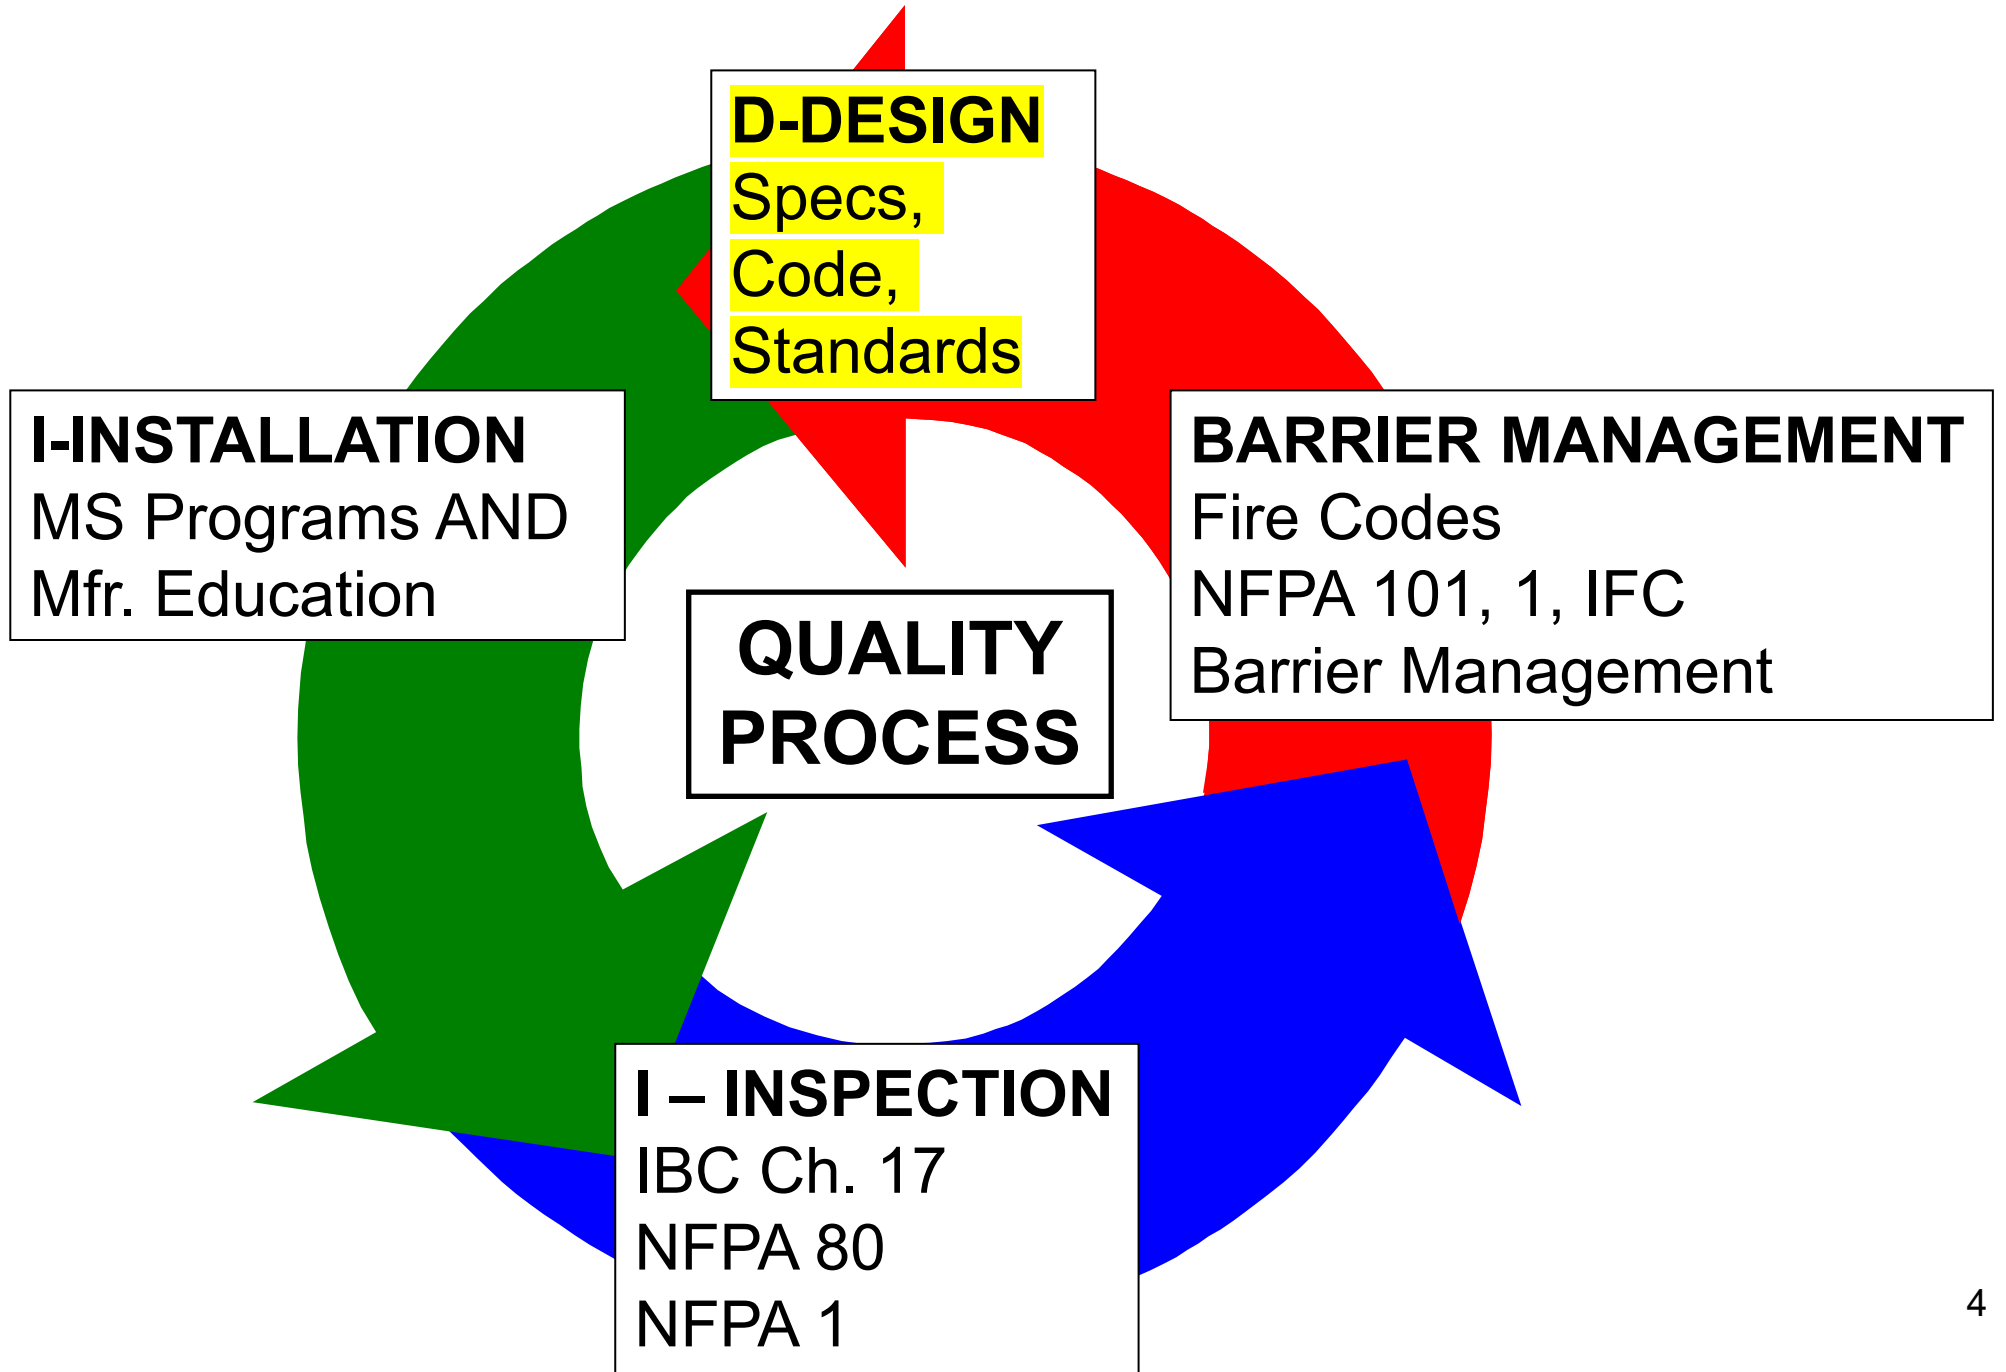 D-DESIGN
Specs,
Code,
Standards
I-INSTALLATION
MS Programs AND
Mfr. Education
BARRIER MANAGEMENT
Fire Codes
NFPA 101, 1, IFC
Barrier Management
QUALITY
PROCESS
I – INSPECTION
IBC Ch. 17
NFPA 80
NFPA 1
4